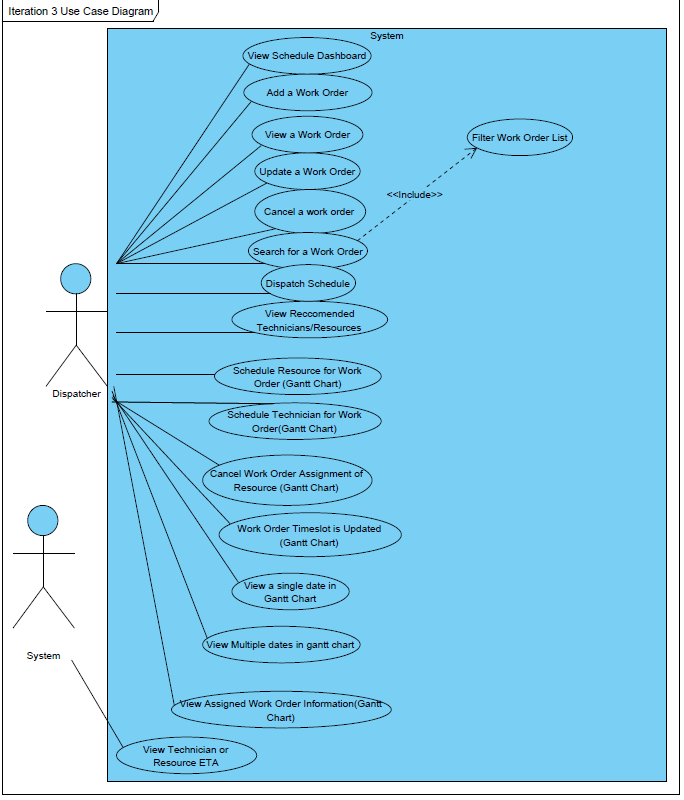 Iteration 3 Use Case Diagram
System
View Schedule Dashboard
Add a Work Order
View a Work Order
Filter Work Order List
Update a Work Order
<<Include>>
Cancel a work order
Search for a Work Order
Dispatch Schedule
View Reccomended
Technicians/Resources
Schedule Resource for Work
Order (Gantt Chart)
Dispatcher
Schedule Technician for Work
Order(Gantt Chart)
Cancel Work Order Assignment of
Resource (Gantt Chart)
Work Order Timeslot is Updated
(Gantt Chart)
View a single date in
Gantt Chart
View Multiple dates in gantt chart
System
View Assigned Work Order Information(Gantt
Chart)
View Technician or
Resource ETA